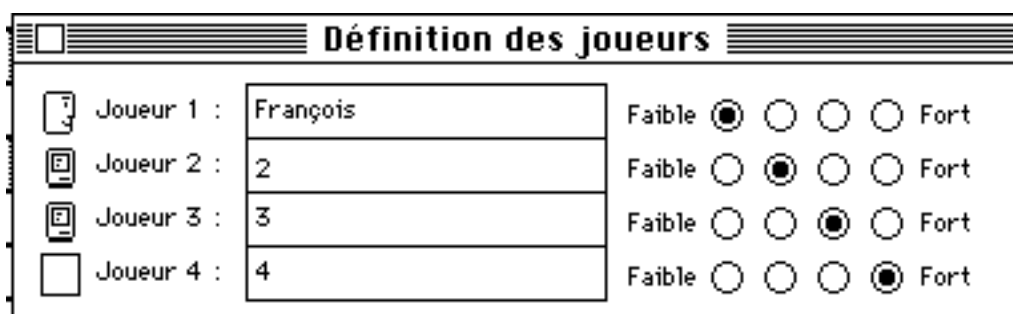 Définition des joueurs
Joueur 1 : François Faible Fort
Joueur 2 : 2 Faible Fort
Joueur 3 : 3 Faible Fort
Joueur 4 : 4 Faible Fort